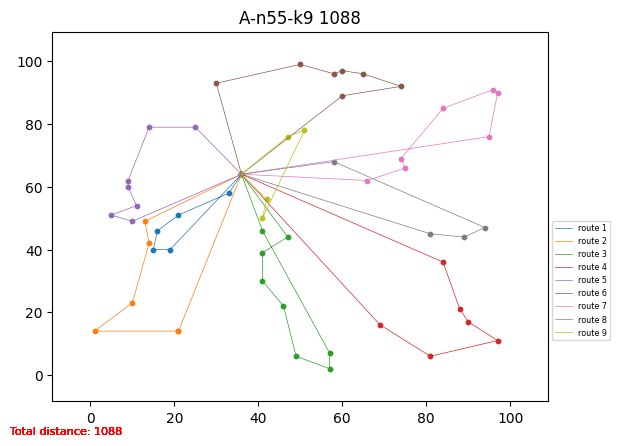 A-n55-k9 1088
100
80
60
40
20
0
0 20 40 60 80 100
route 1
route 2
route 3
route 4
route 5
route 6
route 7
route 8
route 9
Total distance: 1088